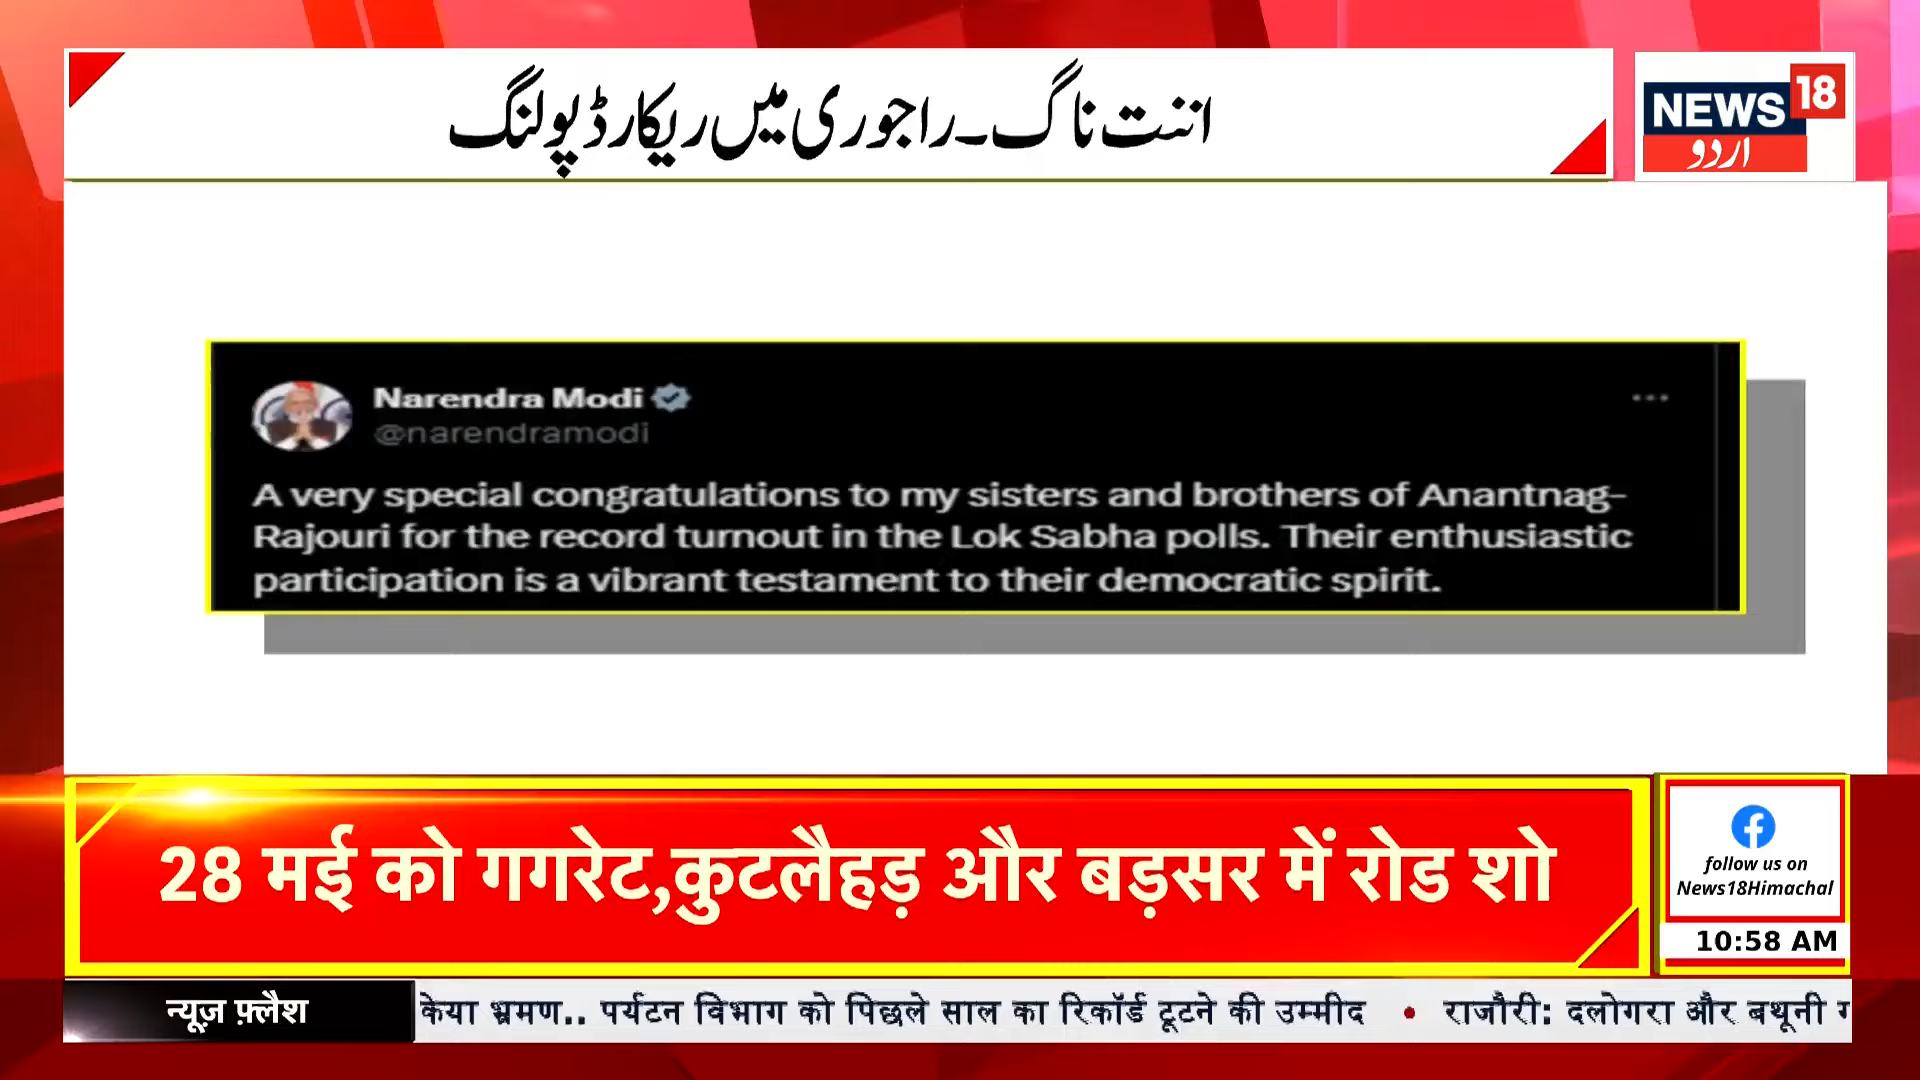 اننت ناگ۔راجوری میں ریکارڈ پولنگ
NEWS 18
اردو
Narendra Modi
@narendramodi
A very special congratulations to my sisters and brothers of Anantnag-
Rajouri for the record turnout in the Lok Sabha polls. Their enthusiastic
participation is a vibrant testament to their democratic spirit.
28 मई को गगरेट,कुटलैहड़ और बड़सर में रोड शो
follow us on
News18Himachal
10:58 AM
न्यूज़ फ़्लैश
भ्रमण.. पर्यटन विभाग को पिछले साल का रिकॉर्ड टूटने की उम्मीद • राजौरी: दलोगरा और बथूनी